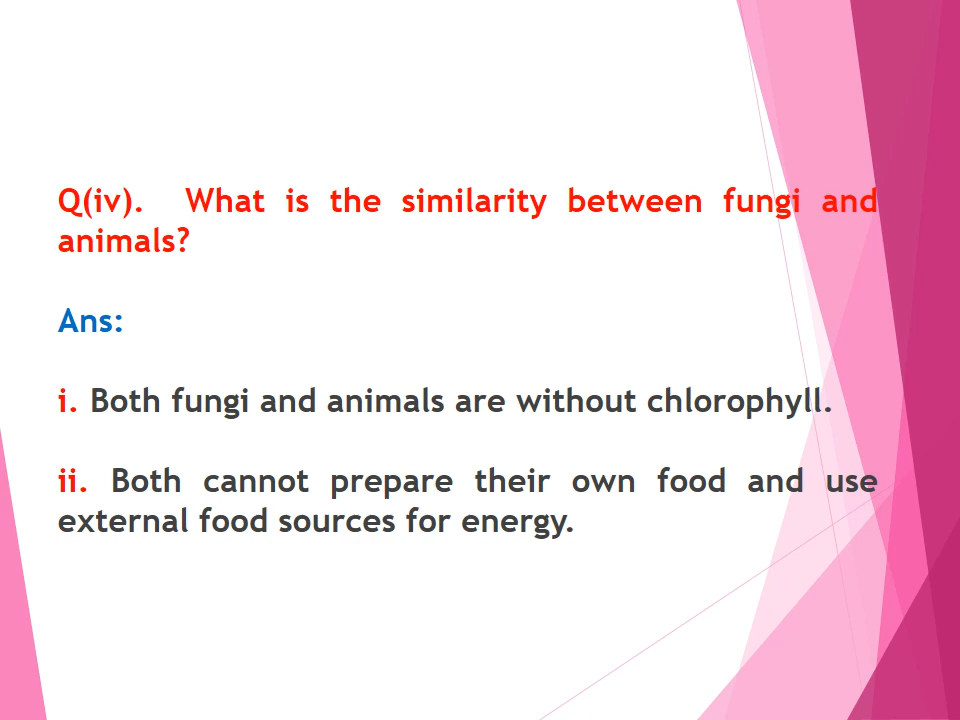 Q(iv). What is the similarity between fungi and
animals?
Ans:
i. Both fungi and animals are without chlorophyll.
ii. Both cannot prepare their own food and use
external food sources for energy.